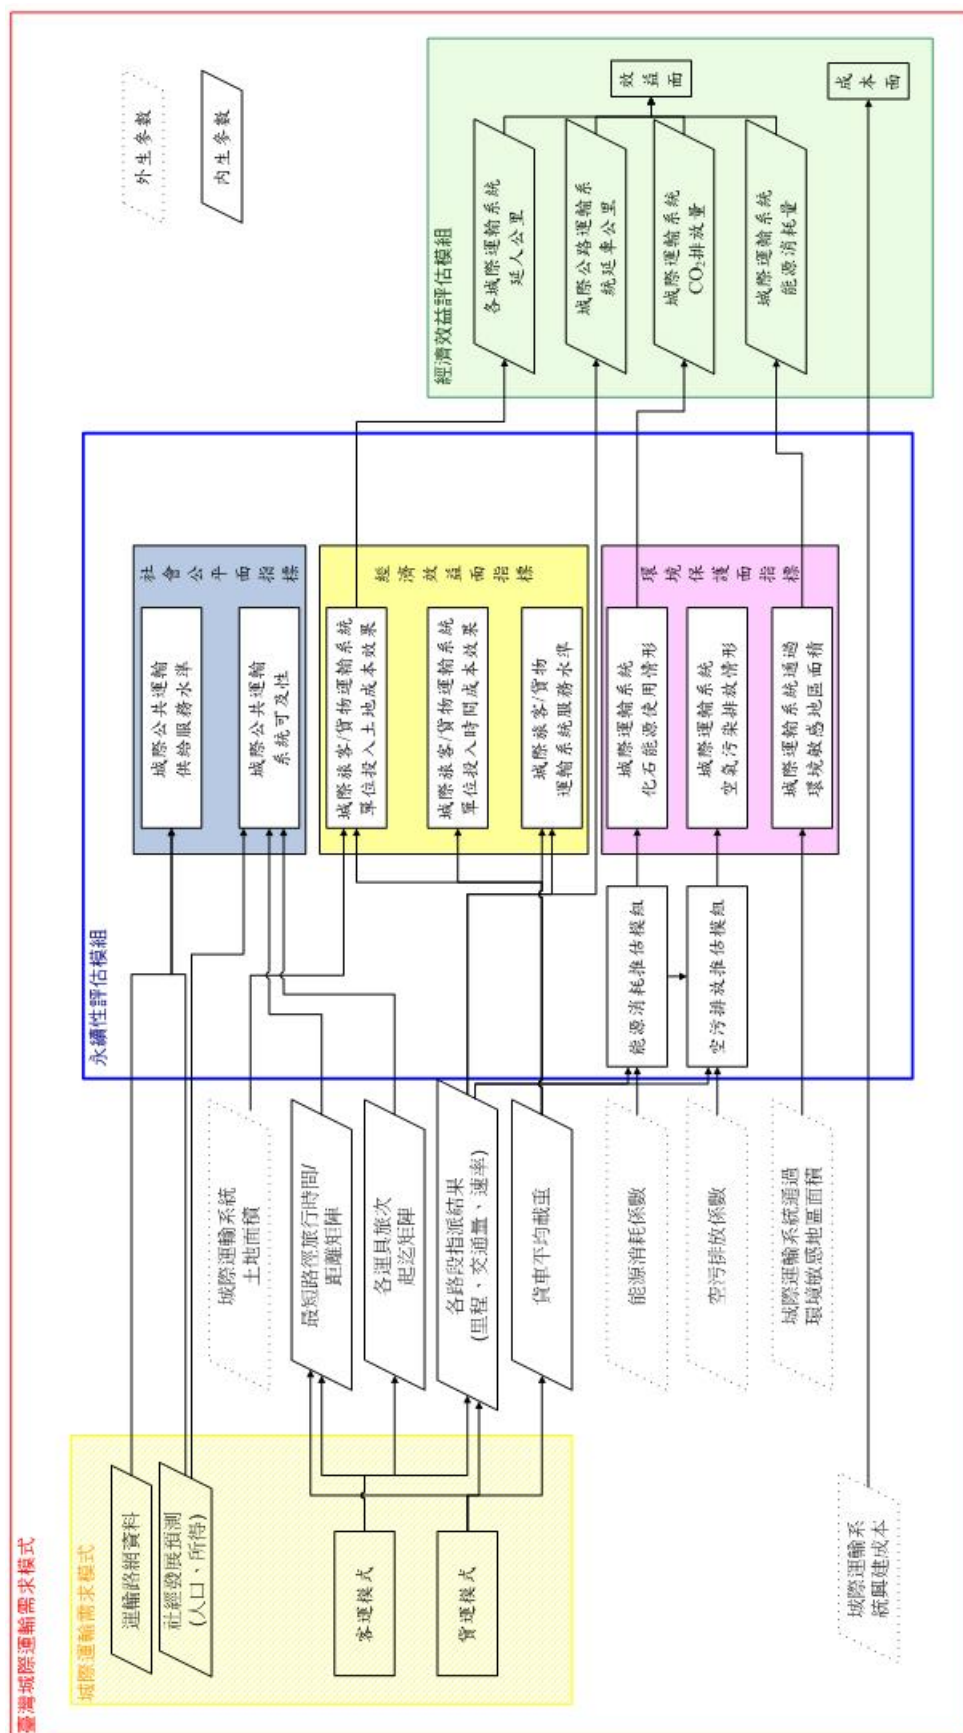 臺灣城際運輸需求模式
城際運輸需求模式
運輸路網資料
社經發展預測
(人口、所得)
客運模式
貨運模式
城際運輸系
統興建成本
城際運輸系統
土地面積
最短路徑旅行時間/
距離矩陣
各運具旅次
起迄矩陣
各路段指派結果
(里程、交通量、速率)
貨車平均載重
能源消耗係數
空污排放係數
城際運輸系統通過
環境敏感地區面積
永續性評估模組
能源消耗推估模組
空污排放推估模組
社會公平面指標
城際公共運輸
供給服務水準
城際公共運輸
系統可及性
經濟效益面指標
城際旅客/貨物運輸系統
單位投入土地成本效果
城際旅客/貨物運輸系統
單位投入時間成本效果
城際旅客/貨物
運輸系統服務水準
環境保護面指標
城際運輸系統
化石能源使用情形
城際運輸系統
空氣污染排放情形
城際運輸系統通過
環境敏感地區面積
經濟效益評估模組
各城際運輸系統
延人公里
城際公路運輸系
統延車公里
城際運輸系統
CO₂排放量
城際運輸系統
能源消耗量
效益面
成本面
外生參數
內生參數